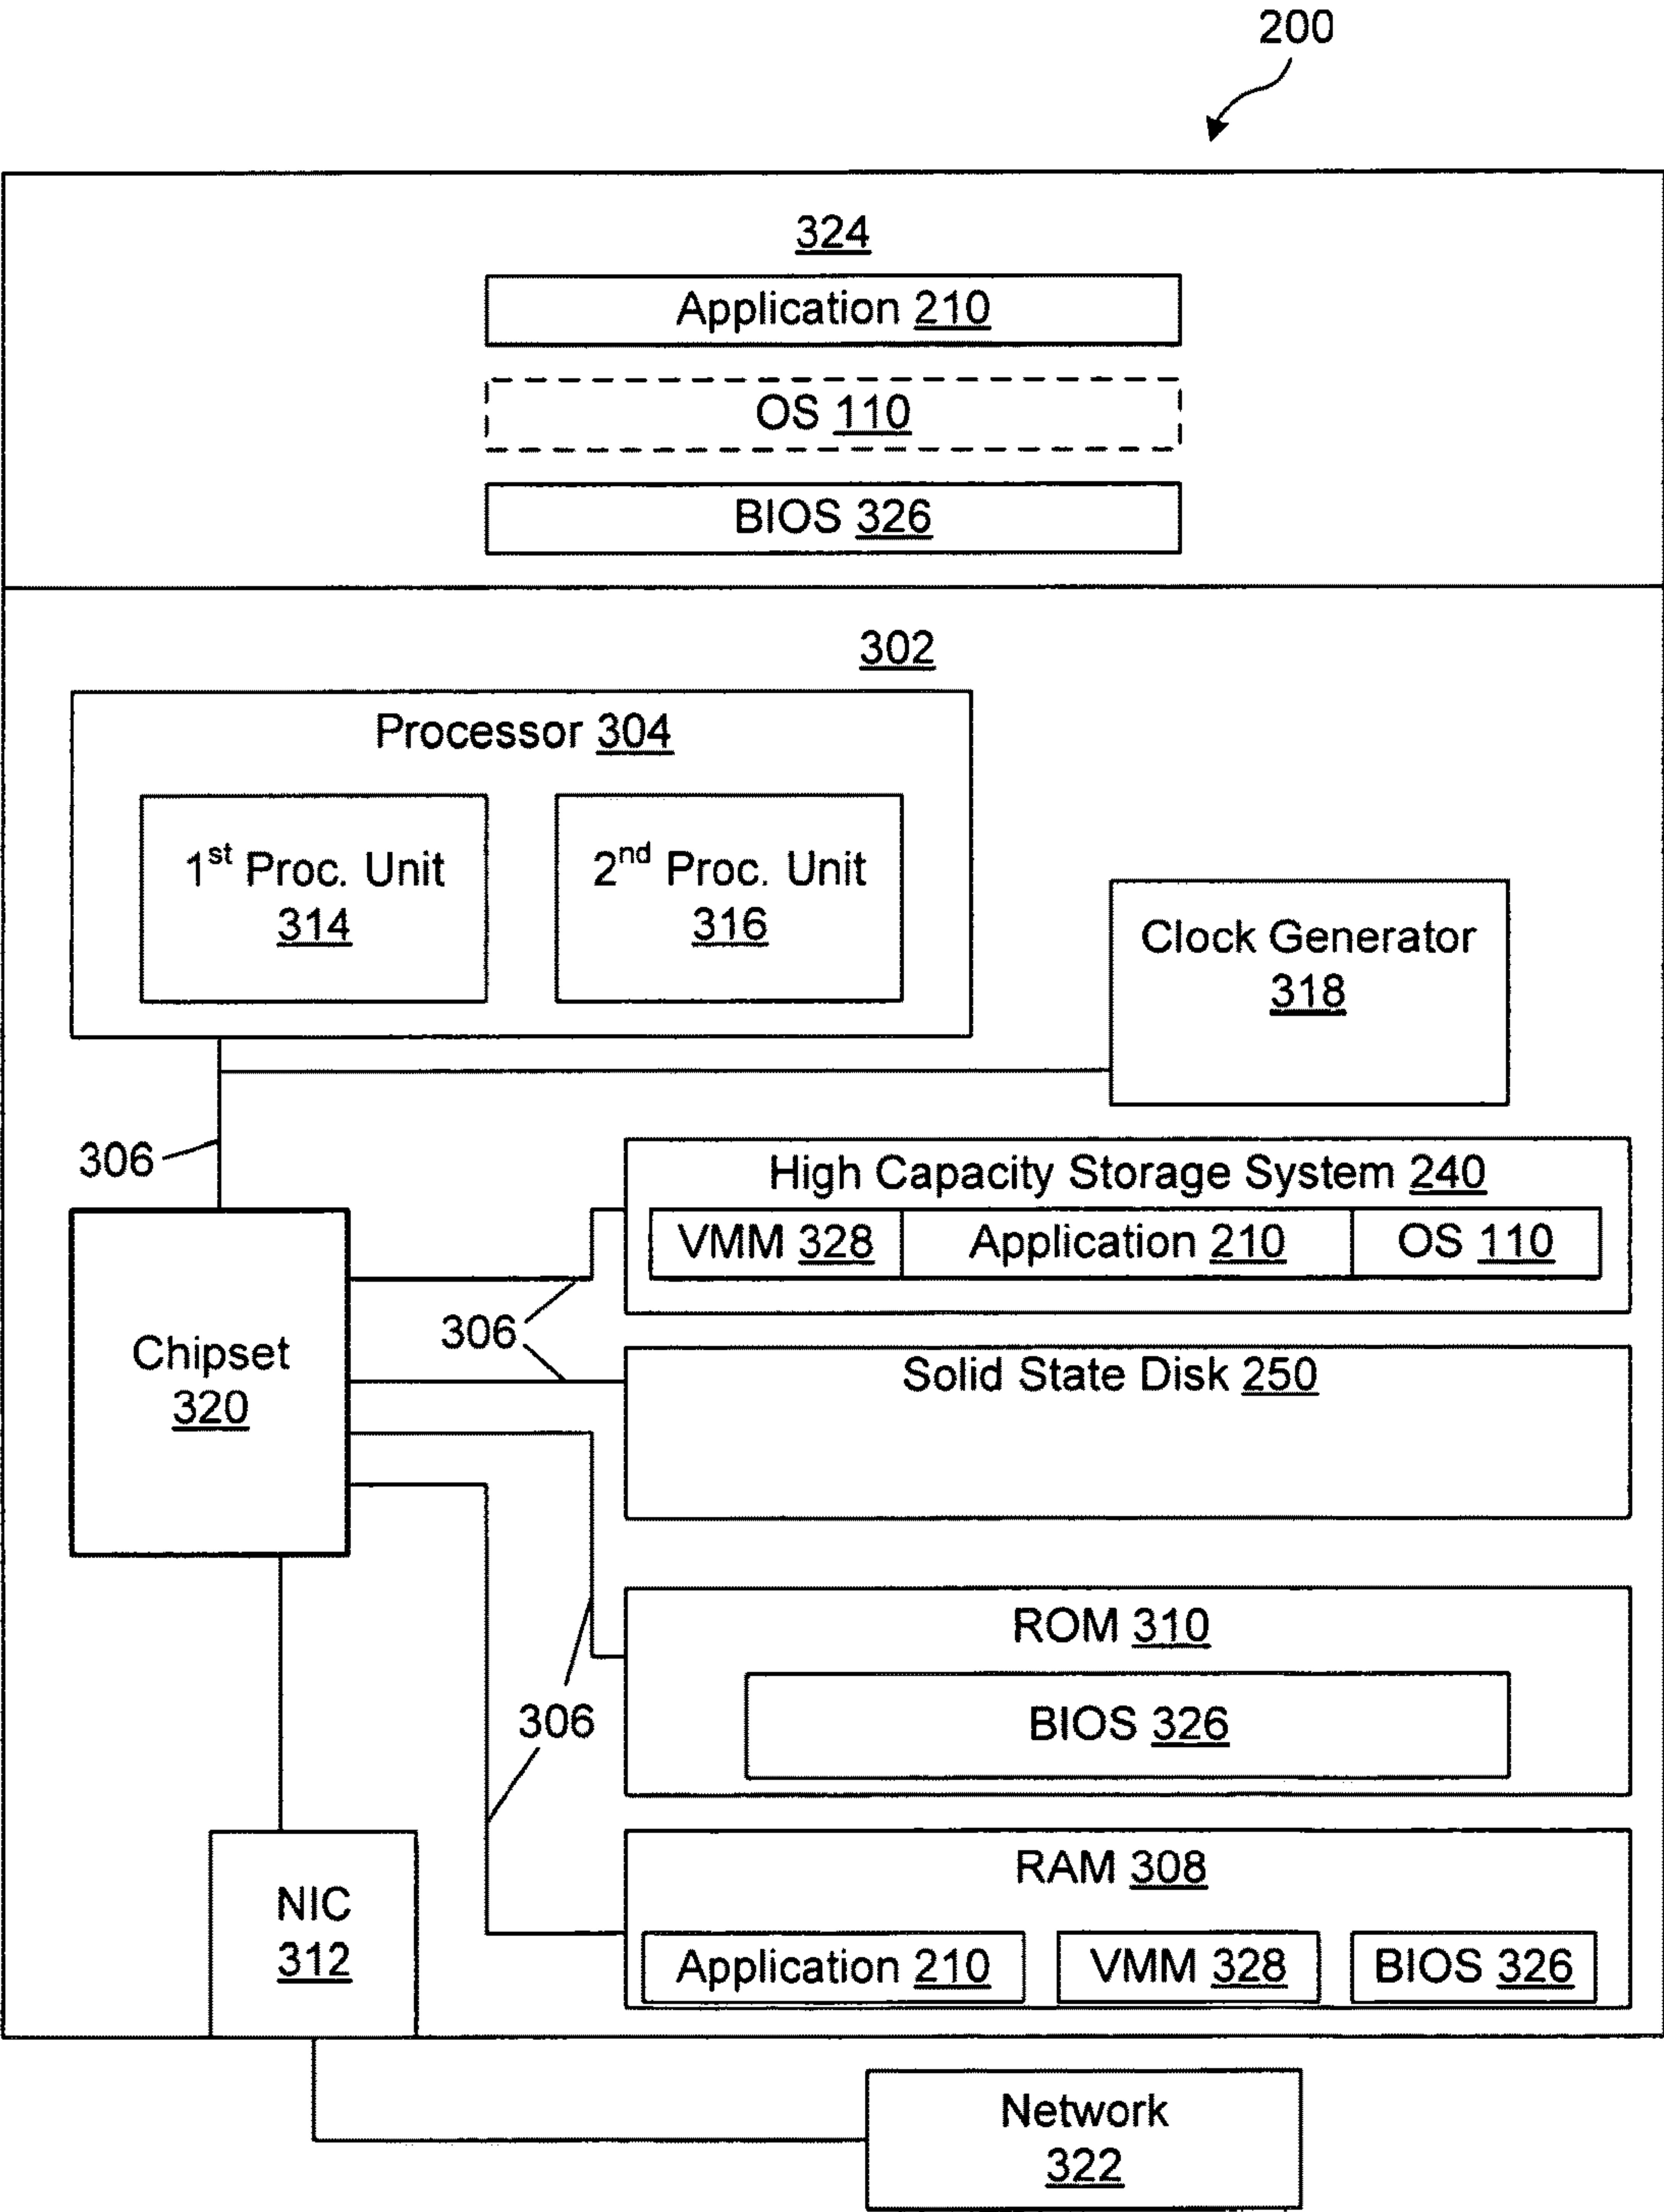 200
324
Application 210
OS 110
BIOS 326
302
Processor 304
1st Proc. Unit
314
2nd Proc. Unit
316
Clock Generator
318
306
High Capacity Storage System 240
VMM 328
Application 210
OS 110
306
Chipset
320
Solid State Disk 250
ROM 310
BIOS 326
306
RAM 308
Application 210
VMM 328
BIOS 326
NIC
312
Network
322